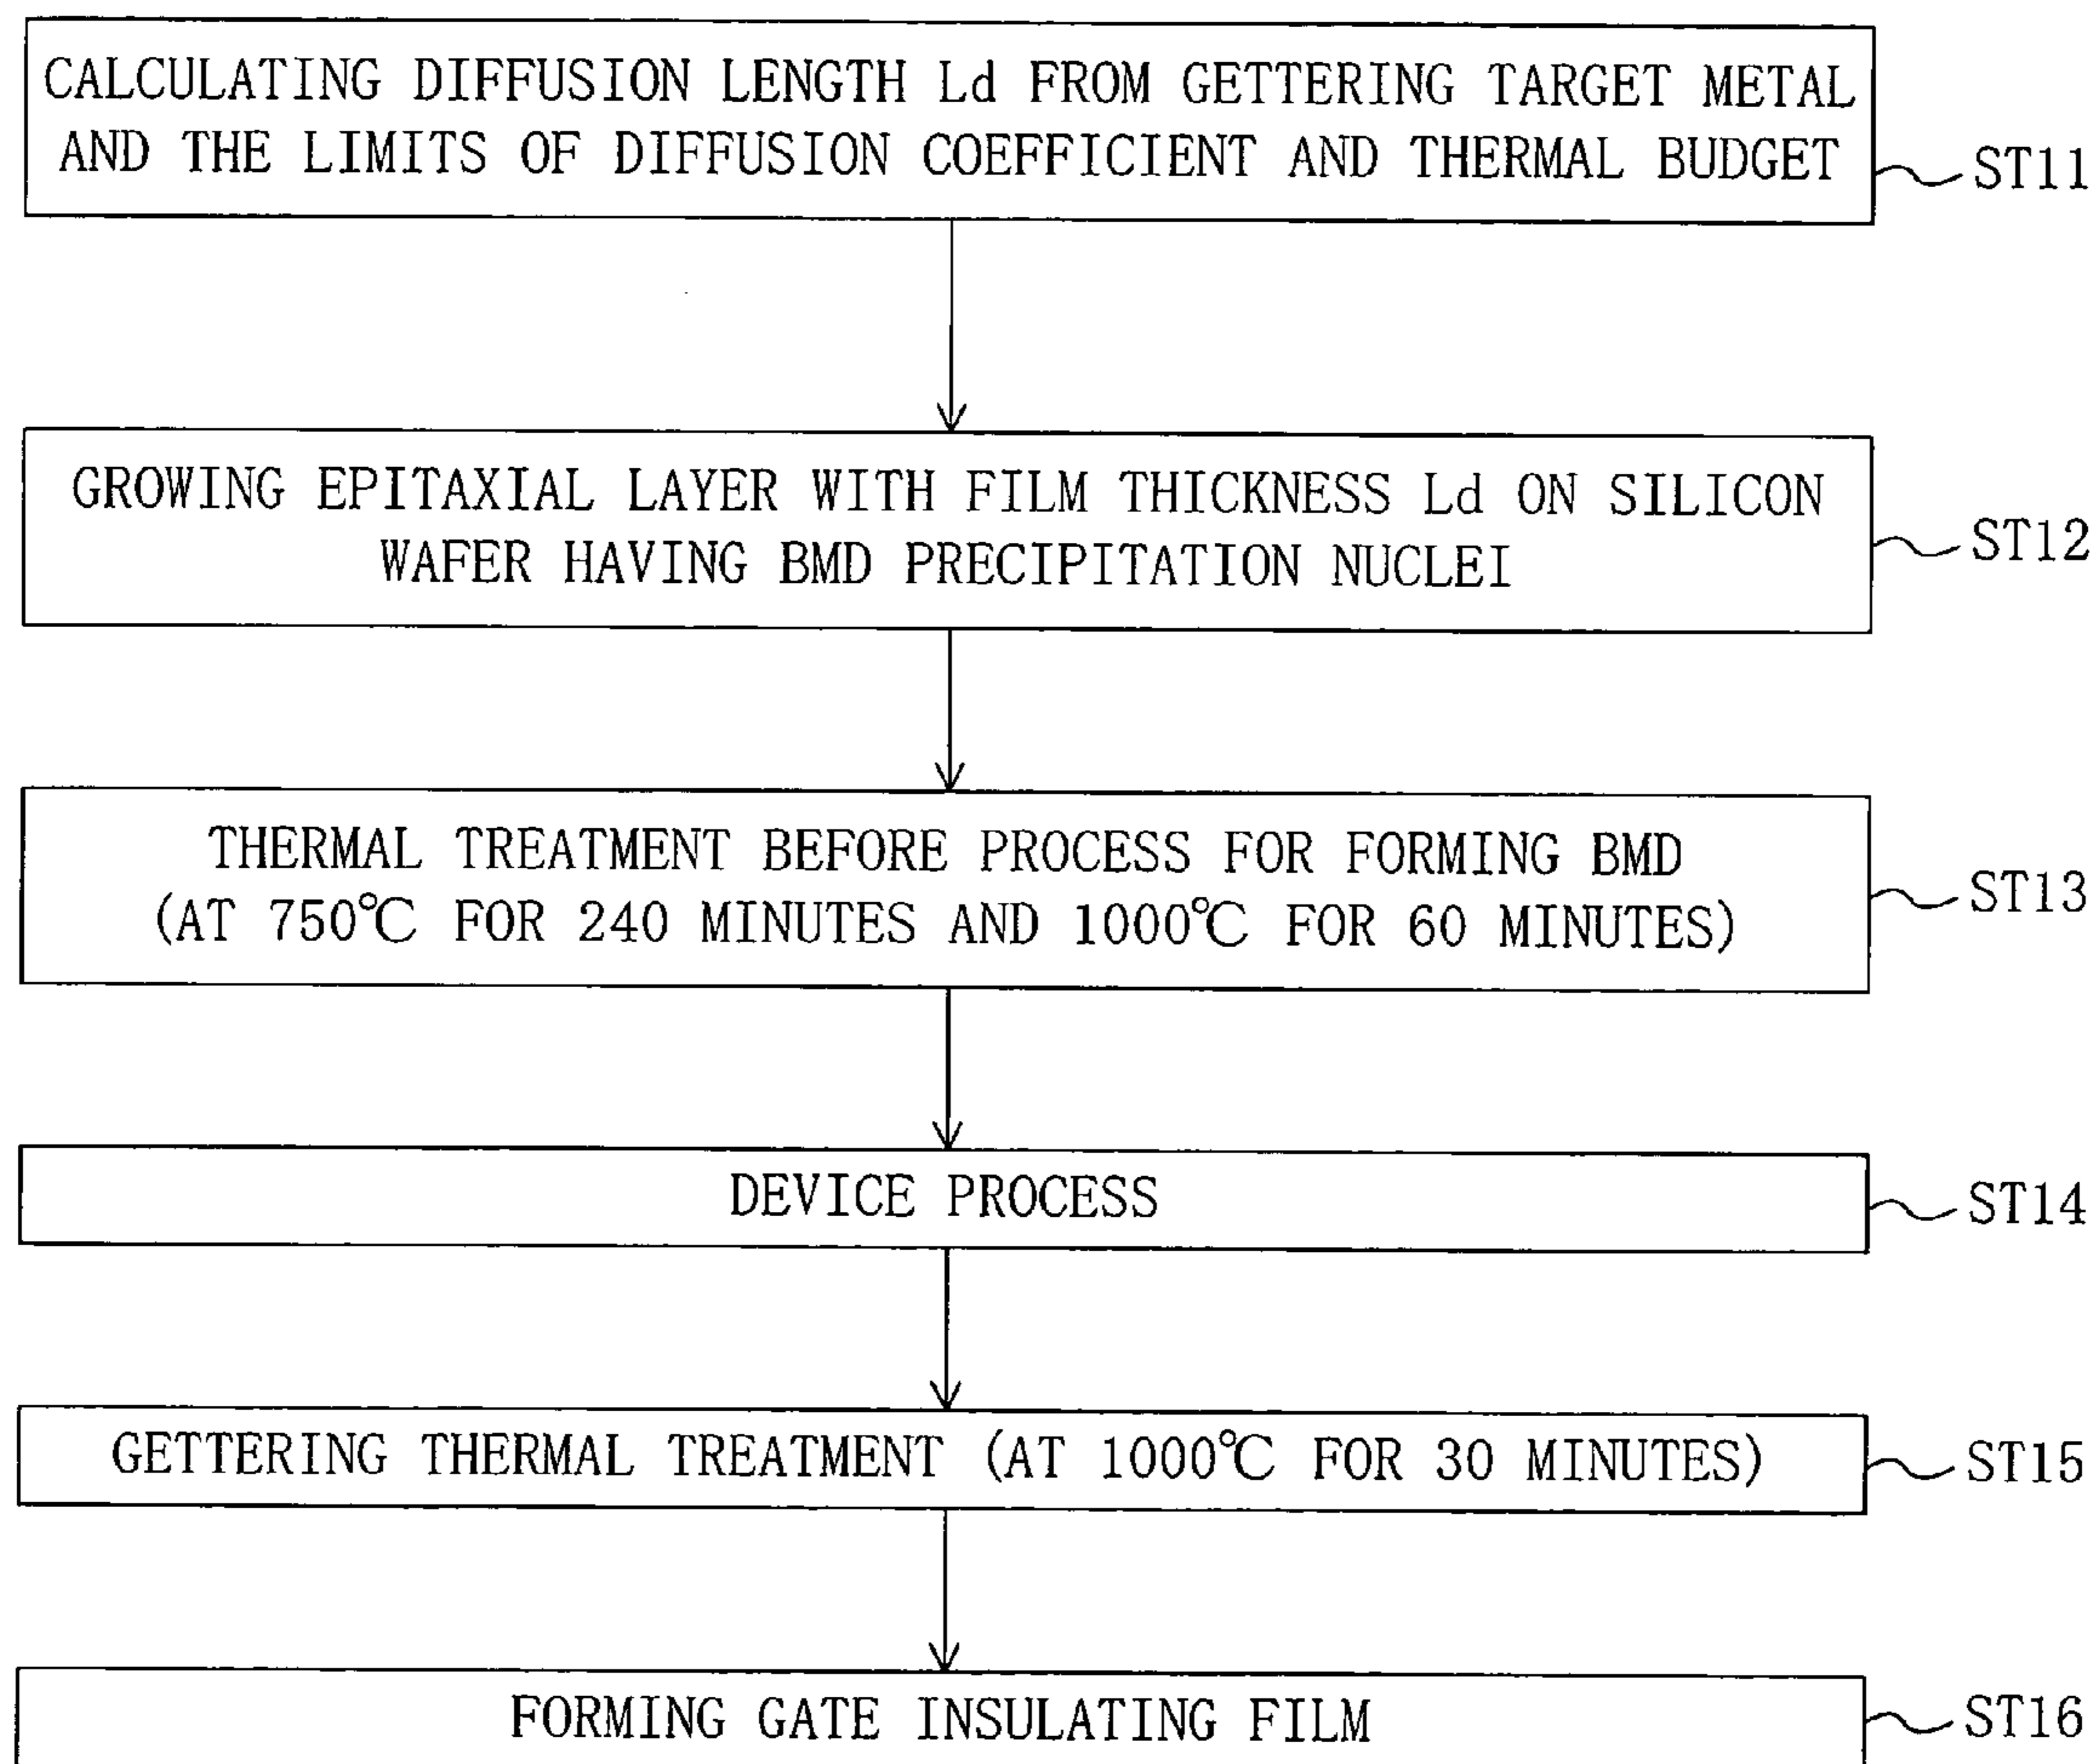 CALCULATING DIFFUSION LENGTH Ld FROM GETTERING TARGET METAL
AND THE LIMITS OF DIFFUSION COEFFICIENT AND THERMAL BUDGET
ST11
GROWING EPITAXIAL LAYER WITH FILM THICKNESS Ld ON SILICON
WAFER HAVING BMD PRECIPITATION NUCLEI
ST12
THERMAL TREATMENT BEFORE PROCESS FOR FORMING BMD
(AT 750℃ FOR 240 MINUTES AND 1000℃ FOR 60 MINUTES)
ST13
DEVICE PROCESS
ST14
GETTERING THERMAL TREATMENT (AT 1000℃ FOR 30 MINUTES)
ST15
FORMING GATE INSULATING FILM
ST16